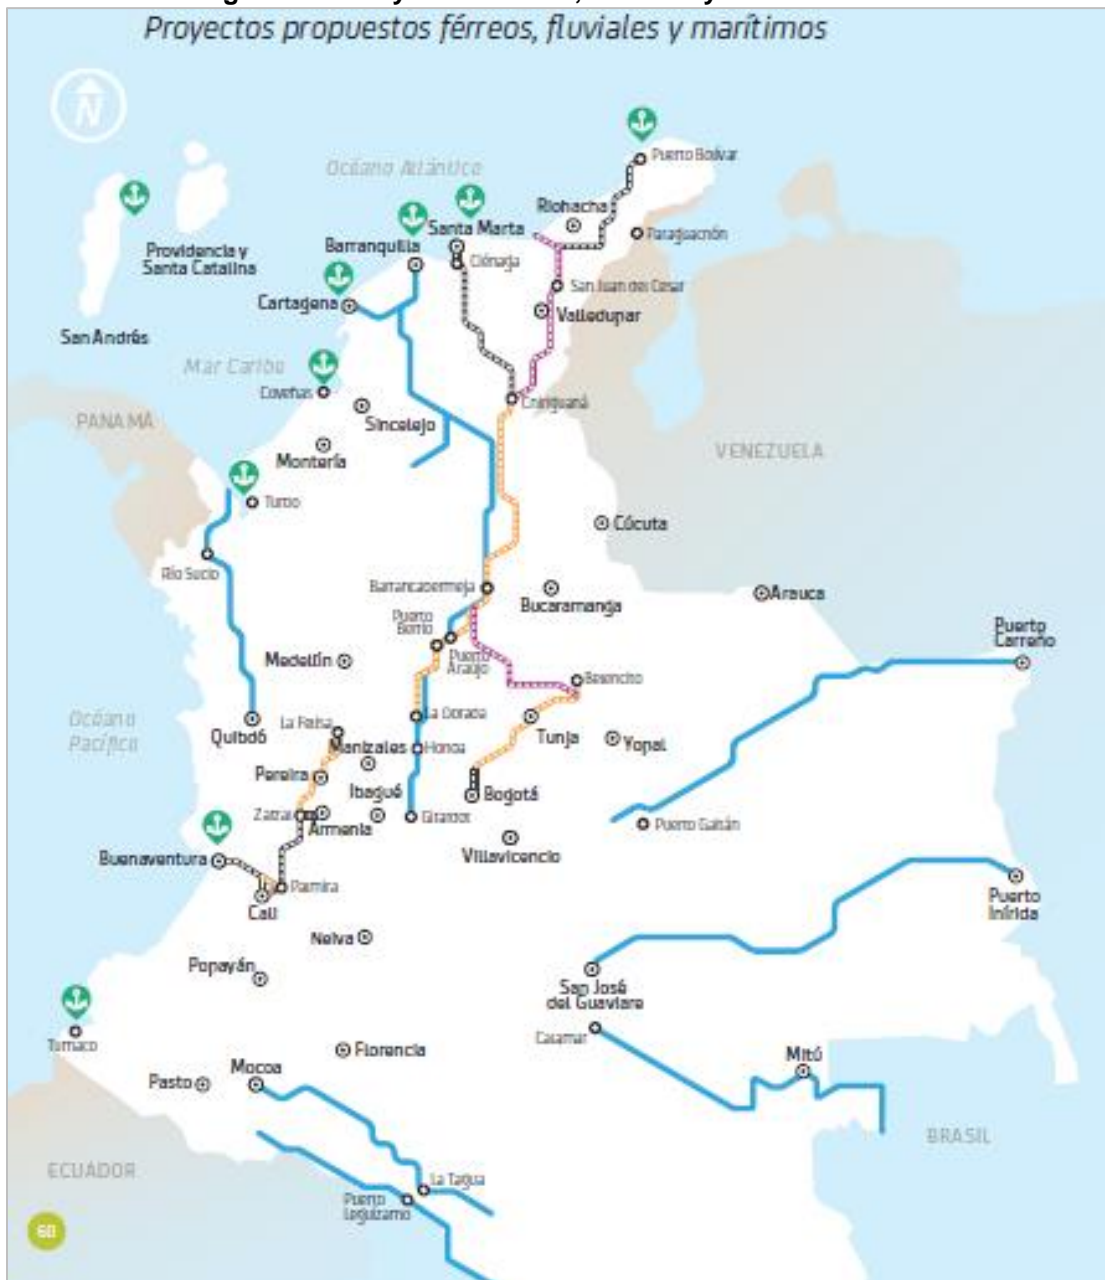 Proyectos propuestos férreos, fluviales y marítimos
N
Puerto Bolívar
Océano Atlántico
Riohacha
Santa Marta
Paraguachón
Barranquilla
Providencia y
Santa Catalina
Ciénaga
San Juan del Cesar
Cartagena
Valledupar
San Andrés
Mar Caribe
Coveñas
Chiriguaná
PANAMÁ
Sincelejo
VENEZUELA
Montería
Turbo
Cúcuta
Río Sucio
Barrancabermeja
Bucaramanga
Arauca
Puerto
Berrío
Puerto
Carreño
Medellín
Puerto
Araujo
Belencito
Océano
Pacífico
La Felisa
La Dorada
Quibdó
Manizales
Honda
Tunja
Yopal
Pereira
Ibagué
Bogotá
Zarzal
Armenia
Girardot
Puerto Gaitán
Buenaventura
Villavicencio
Palmira
Cali
Puerto
Inírida
Neiva
Popayán
San José
del Guaviare
Calamar
Tumaco
Florencia
Mitú
Mocoa
Pasto
BRASIL
ECUADOR
La Tagua
Puerto
Leguízamo
60